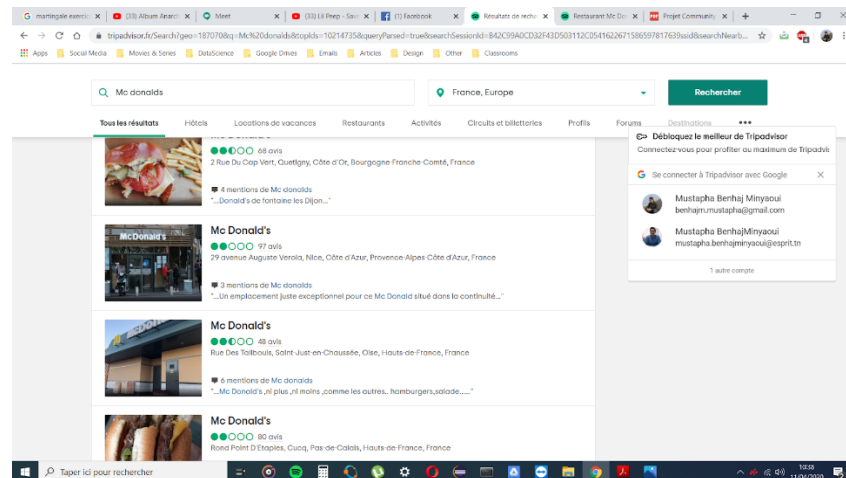 martingale exercic
(33) Album Anarch
Meet
(33) Lil Peep - Save
(1) Facebook
Résultats de reche
Restaurant Mc Do
Projet Community
tripadvisor.fr/Search?geo=187070&q=Mc%20donalds&
Apps
Social Media
Movies & Series
DataScience
Google Drives
Emails
Articles
Design
Other
Classrooms
Mc donalds
France, Europe
Rechercher
Tous les résultats
Hôtels
Locations de vacances
Restaurants
Activités
Circuits et billetteries
Profils
Forums
Destinations
68 avis
2 Rue Du Cap Vert, Quetigny, Côte d'Or, Bourgogne-Franche-Comté, France
4 mentions de Mc donalds
"...Donald's de fontaine les Dijon..."
McDonald's
Mc Donald's
97 avis
29 avenue Auguste Verola, Nice, Côte d'Azur, Provence-Alpes-Côte d'Azur, France
3 mentions de Mc donalds
"...Un emplacement juste exceptionnel pour ce Mc Donald situé dans la continuité..."
Mc Donald's
48 avis
Rue Des Tailbouis, Saint-Just-en-Chaussée, Oise, Hauts-de-France, France
6 mentions de Mc donalds
"...Mc Donald's ,ni plus ,ni moins ,comme les autres.. hamburgers,salade......"
Mc Donald's
80 avis
Rond Point D'Etaples, Cucq, Pas-de-Calais, Hauts-de-France, France
Débloquez le meilleur de Tripadvisor
Connectez-vous pour profiter au maximum de Tripadvis
Se connecter à Tripadvisor avec Google
Mustapha Benhaj Minyaoui
benhajm.mustapha@gmail.com
Mustapha BenhajMinyaoui
mustapha.benhajminyaoui@esprit.tn
1 autre compte
Taper ici pour rechercher
10:38
11/04/2020